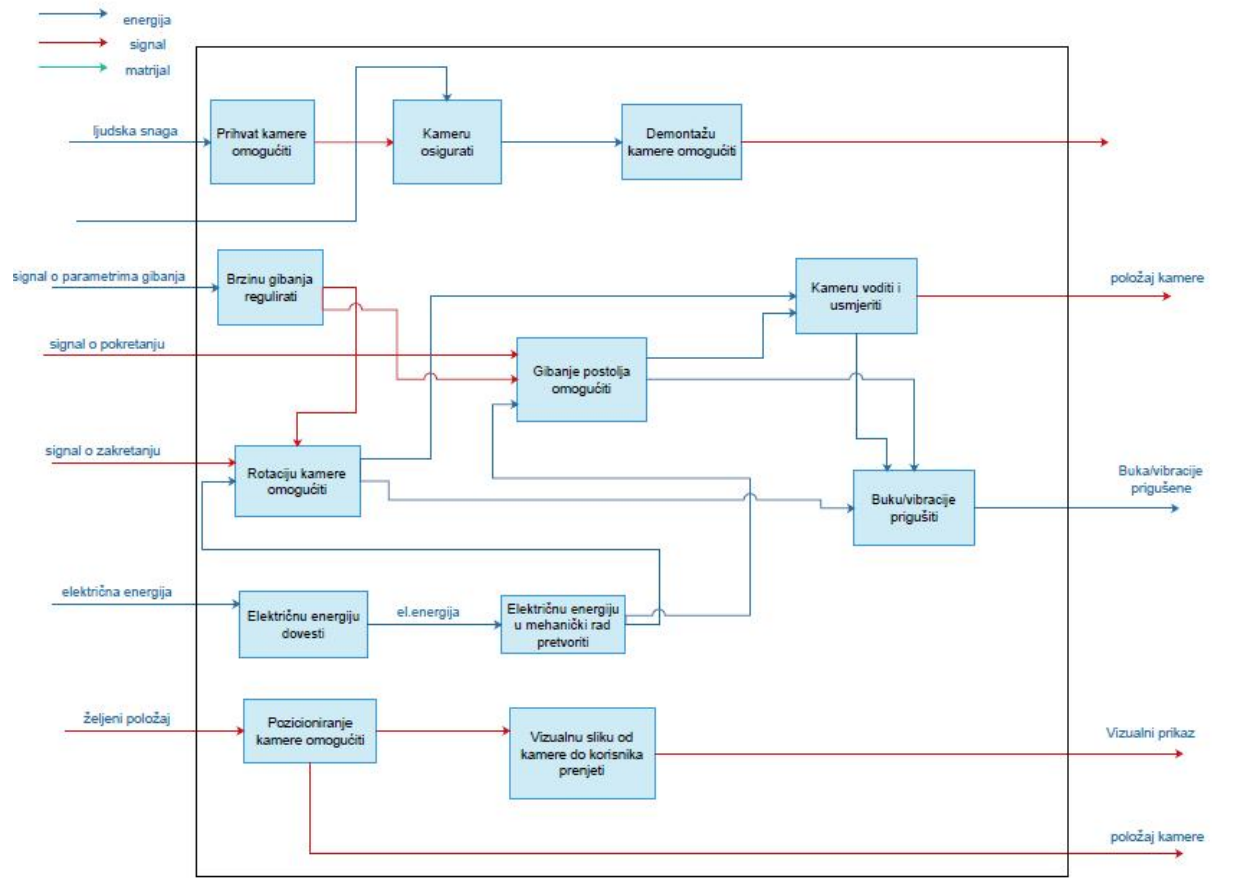 energija
signal
matrijal
ljudska snaga
Prihvat kamere
omogućiti
Kameru
osigurati
Demontažu
kamere omogućiti
signal o parametrima gibanja
Brzinu gibanja
regulirati
Kameru voditi i
usmjeriti
položaj kamere
signal o pokretanju
Gibanje postolja
omogućiti
signal o zakretanju
Rotaciju kamere
omogućiti
Buku/vibracije
prigušiti
Buka/vibracije
prigušene
električna energija
Električnu energiju
dovesti
el.energija
Električnu energiju
u mehanički rad
pretvoriti
željeni položaj
Pozicioniranje
kamere omogućiti
Vizualnu sliku od
kamere do korisnika
prenjeti
Vizualni prikaz
položaj kamere